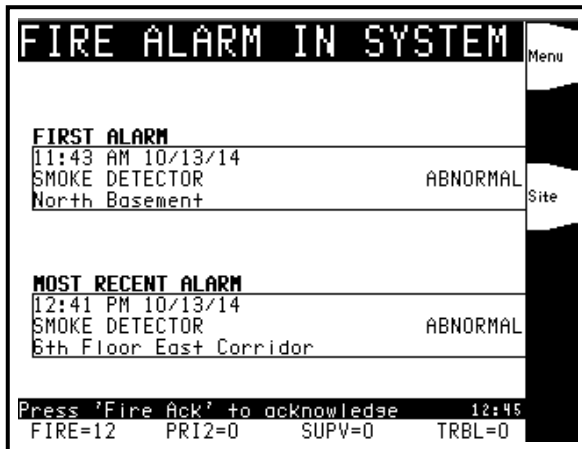 FIRE ALARM IN SYSTEM
Menu
FIRST ALARM
11:43 AM 10/13/14
SMOKE DETECTOR ABNORMAL
North Basement
Site
MOST RECENT ALARM
12:41 PM 10/13/14
SMOKE DETECTOR ABNORMAL
6th Floor East Corridor
Press 'Fire Ack' to acknowledge 12:45
FIRE=12 PRI2=0 SUPV=0 TRBL=0